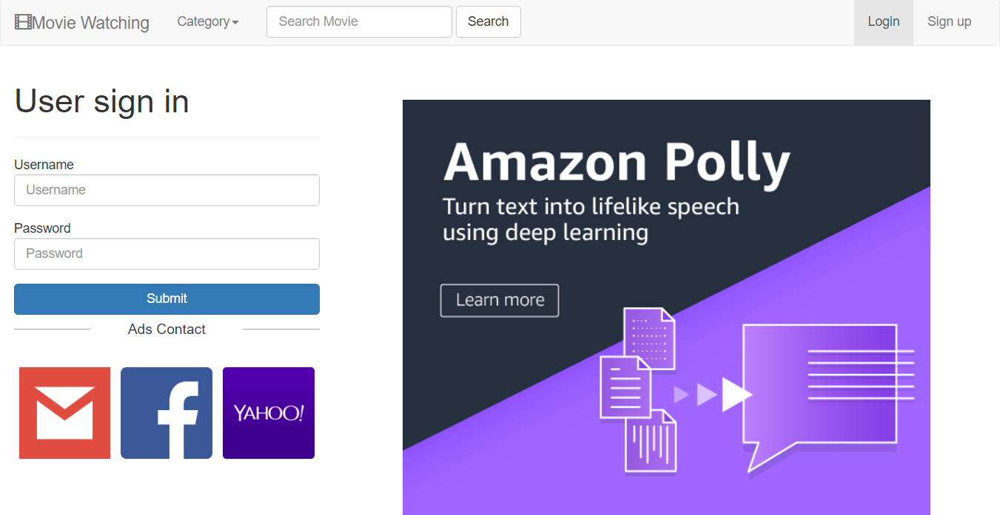 Movie Watching Category Search Movie Search Login Sign up
User sign in
Username
Username
Password
Password
Submit
Ads Contact
YAHOO!
Amazon Polly
Turn text into lifelike speech
using deep learning
Learn more